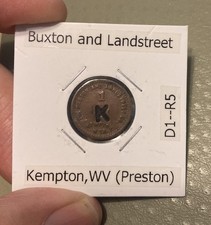 Buxton and Landstreet
K
D1--R5
Kempton,WV (Preston)